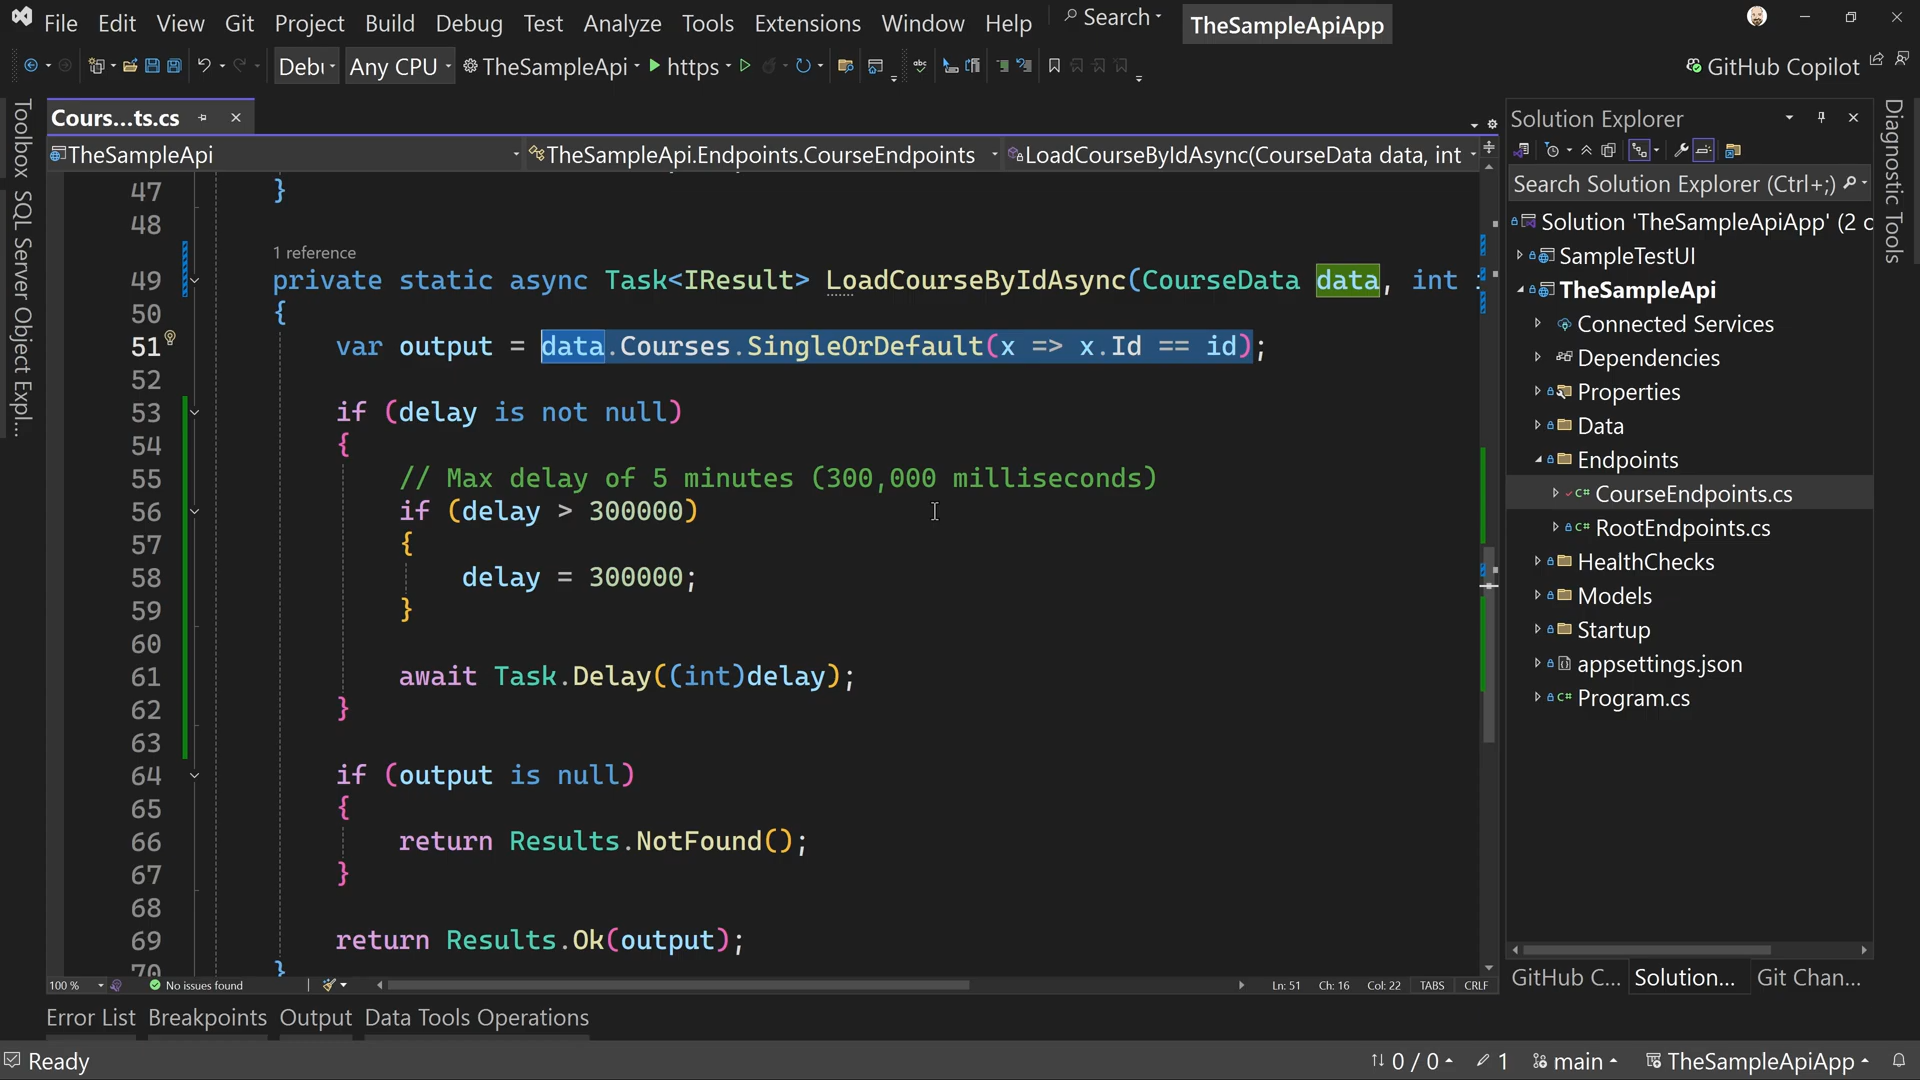 File Edit View Git Project Build Debug Test Analyze Tools Extensions Window Help Search TheSampleApiApp
Debu Any CPU TheSampleApi https GitHub Copilot
Toolbox
SQL Server Object Expl...
Cours...ts.cs
TheSampleApi TheSampleApi.Endpoints.CourseEndpoints LoadCourseByIdAsync(CourseData data, int
47 }
48
1 reference
49 private static async Task<IResult> LoadCourseByIdAsync(CourseData data, int
50 {
51 var output = data.Courses.SingleOrDefault(x => x.Id == id);
52
53 if (delay is not null)
54 {
55 // Max delay of 5 minutes (300,000 milliseconds)
56 if (delay > 300000)
57 {
58 delay = 300000;
59 }
60
61 await Task.Delay((int)delay);
62 }
63
64 if (output is null)
65 {
66 return Results.NotFound();
67 }
68
69 return Results.Ok(output);
70 }
100 % No issues found Ln: 51 Ch: 16 Col: 22 TABS CRLF
Solution Explorer
Search Solution Explorer (Ctrl+;)
Solution 'TheSampleApiApp' (2 c
SampleTestUI
TheSampleApi
Connected Services
Dependencies
Properties
Data
Endpoints
CourseEndpoints.cs
RootEndpoints.cs
HealthChecks
Models
Startup
appsettings.json
Program.cs
GitHub C... Solution... Git Chan...
Diagnostic Tools
Error List Breakpoints Output Data Tools Operations
Ready 0 / 0 1 main TheSampleApiApp